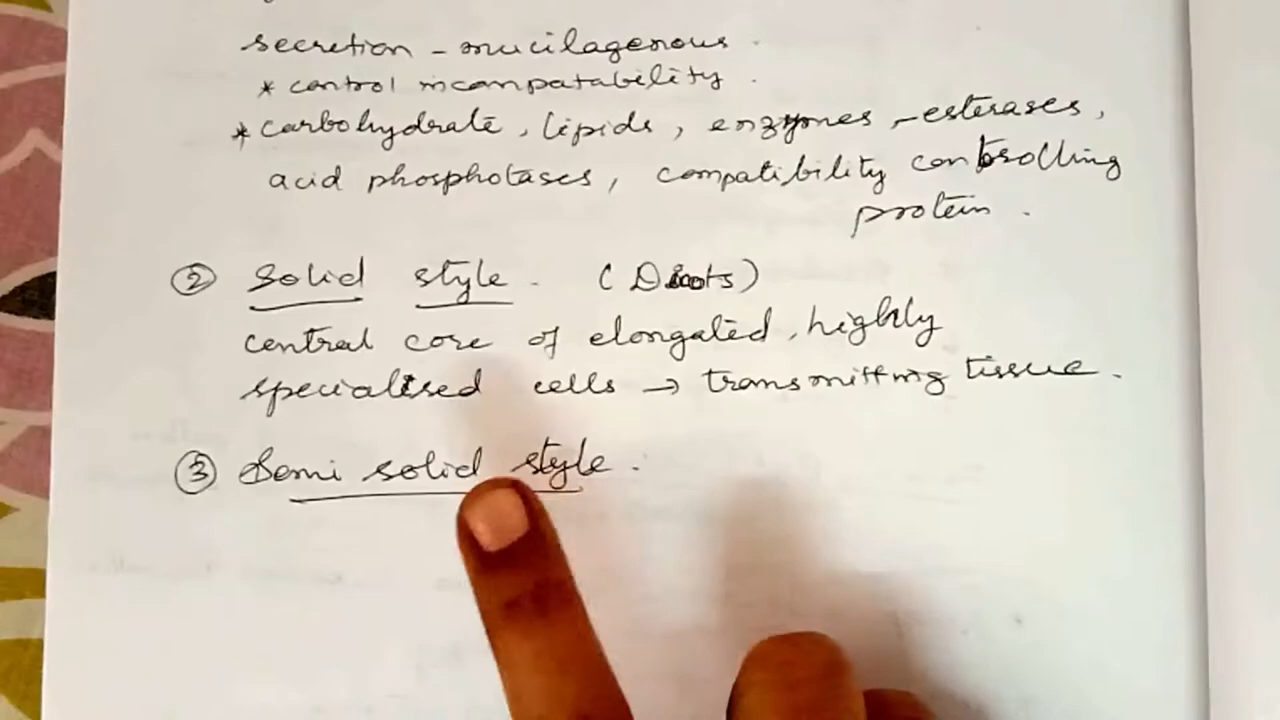 secretion - mucilagenous.
* control incompatability.
* carbohydrate, lipids, enzymes - esterases,
acid phosphotases, compatibility controlling
protein.
② Solid style. (Dicots)
central core of elongated, highly
specialised cells → transmitting tissue.
③ Semi solid style.